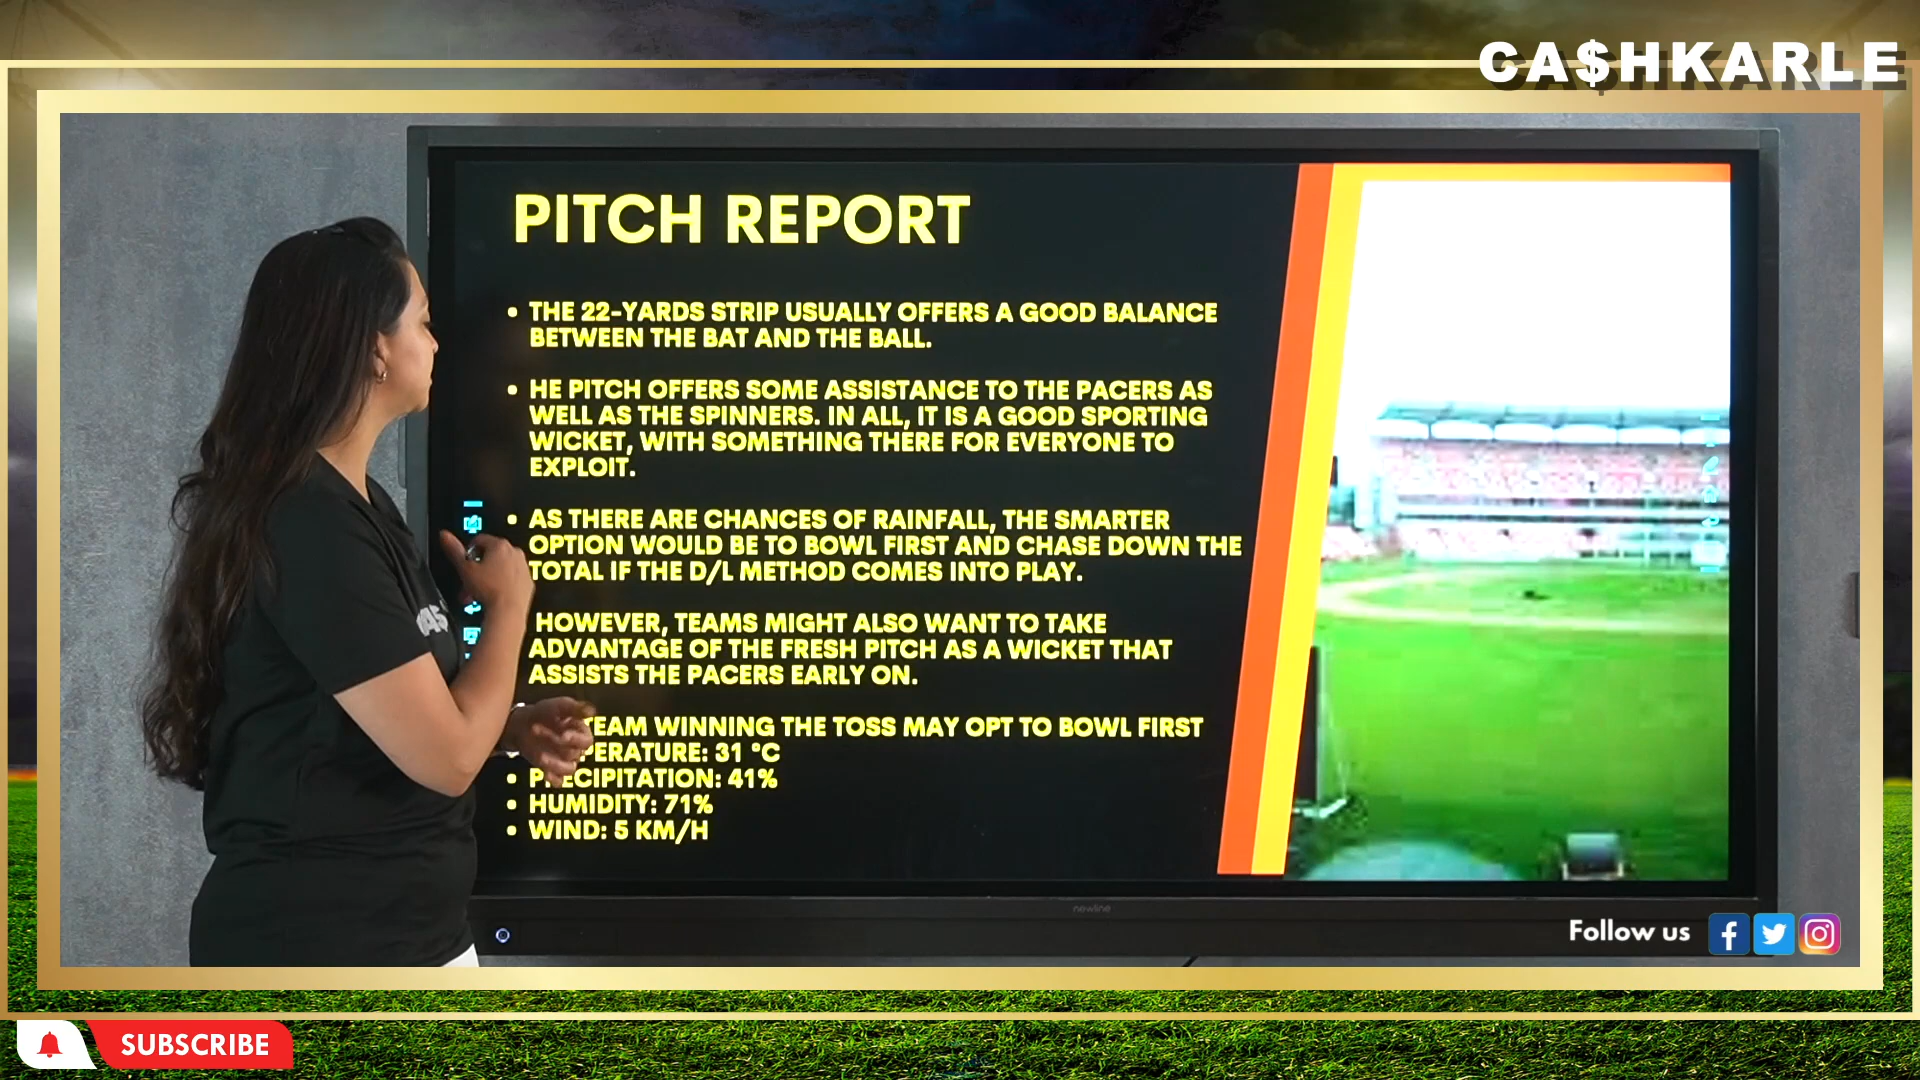 CA$HKARLE
PITCH REPORT
• THE 22-YARDS STRIP USUALLY OFFERS A GOOD BALANCE
BETWEEN THE BAT AND THE BALL.
• HE PITCH OFFERS SOME ASSISTANCE TO THE PACERS AS
WELL AS THE SPINNERS. IN ALL, IT IS A GOOD SPORTING
WICKET, WITH SOMETHING THERE FOR EVERYONE TO
EXPLOIT.
• AS THERE ARE CHANCES OF RAINFALL, THE SMARTER
OPTION WOULD BE TO BOWL FIRST AND CHASE DOWN THE
TOTAL IF THE D/L METHOD COMES INTO PLAY.
HOWEVER, TEAMS MIGHT ALSO WANT TO TAKE
ADVANTAGE OF THE FRESH PITCH AS A WICKET THAT
ASSISTS THE PACERS EARLY ON.
TEAM WINNING THE TOSS MAY OPT TO BOWL FIRST
PERATURE: 31 °C
• PRECIPITATION: 41%
• HUMIDITY: 71%
• WIND: 5 KM/H
newline
Follow us
SUBSCRIBE